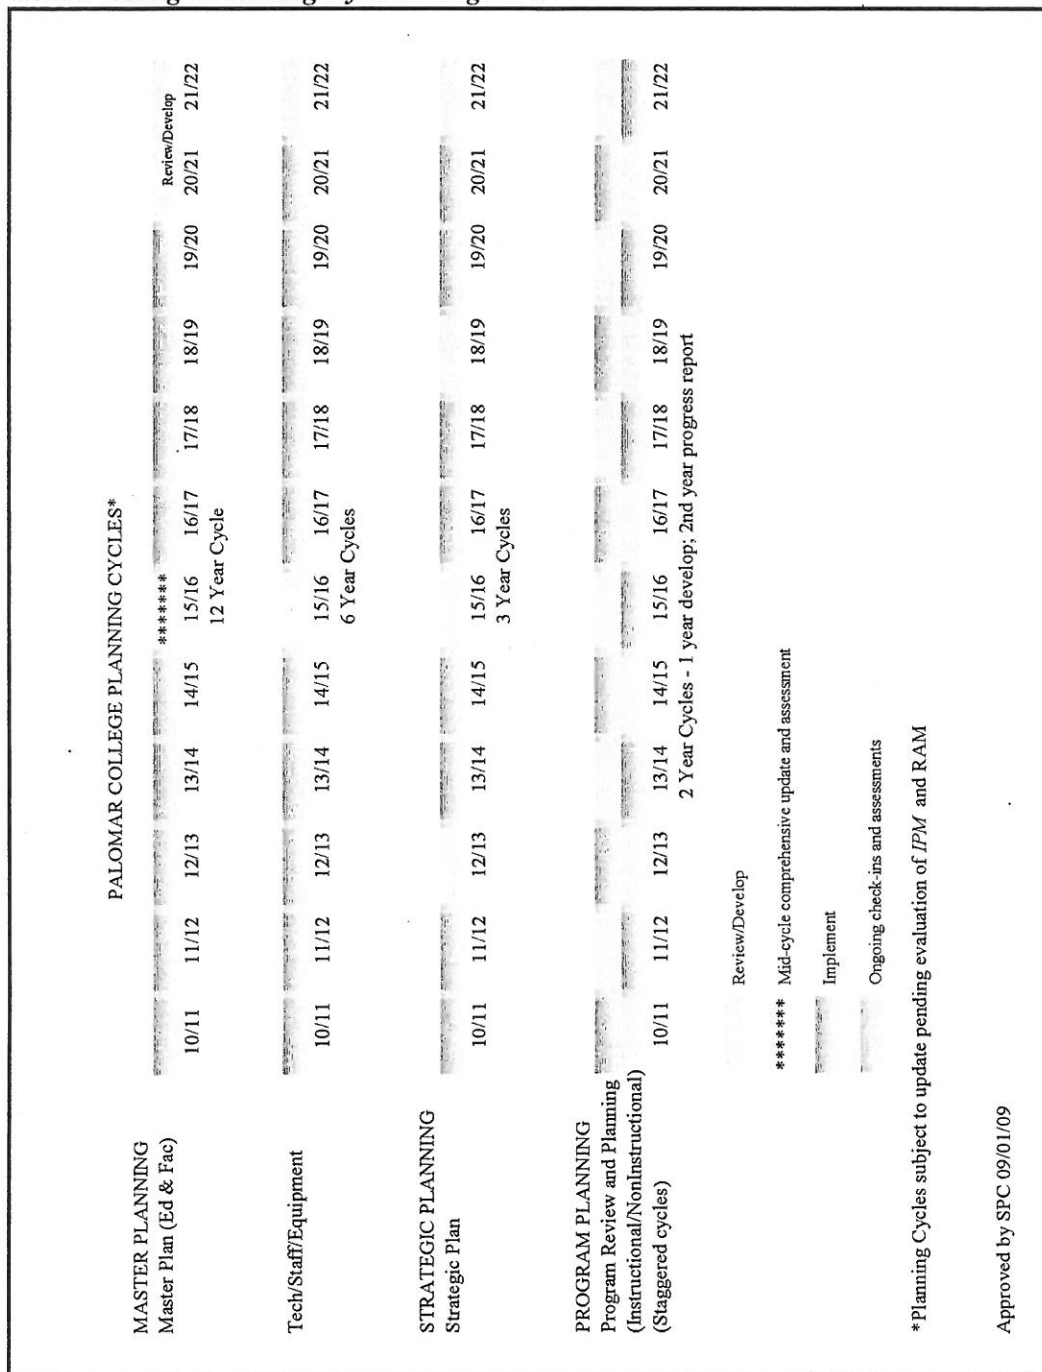 PALOMAR COLLEGE PLANNING CYCLES*
MASTER PLANNING
Master Plan (Ed & Fac)
*******
Review/Develop
10/11 11/12 12/13 13/14 14/15 15/16 16/17 17/18 18/19 19/20 20/21 21/22
12 Year Cycle
Tech/Staff/Equipment
10/11 11/12 12/13 13/14 14/15 15/16 16/17 17/18 18/19 19/20 20/21 21/22
6 Year Cycles
STRATEGIC PLANNING
Strategic Plan
10/11 11/12 12/13 13/14 14/15 15/16 16/17 17/18 18/19 19/20 20/21 21/22
3 Year Cycles
PROGRAM PLANNING
Program Review and Planning
(Instructional/NonInstructional)
(Staggered cycles)
10/11 11/12 12/13 13/14 14/15 15/16 16/17 17/18 18/19 19/20 20/21 21/22
2 Year Cycles - 1 year develop; 2nd year progress report
Review/Develop
******* Mid-cycle comprehensive update and assessment
Implement
Ongoing check-ins and assessments
*Planning Cycles subject to update pending evaluation of IPM and RAM
Approved by SPC 09/01/09